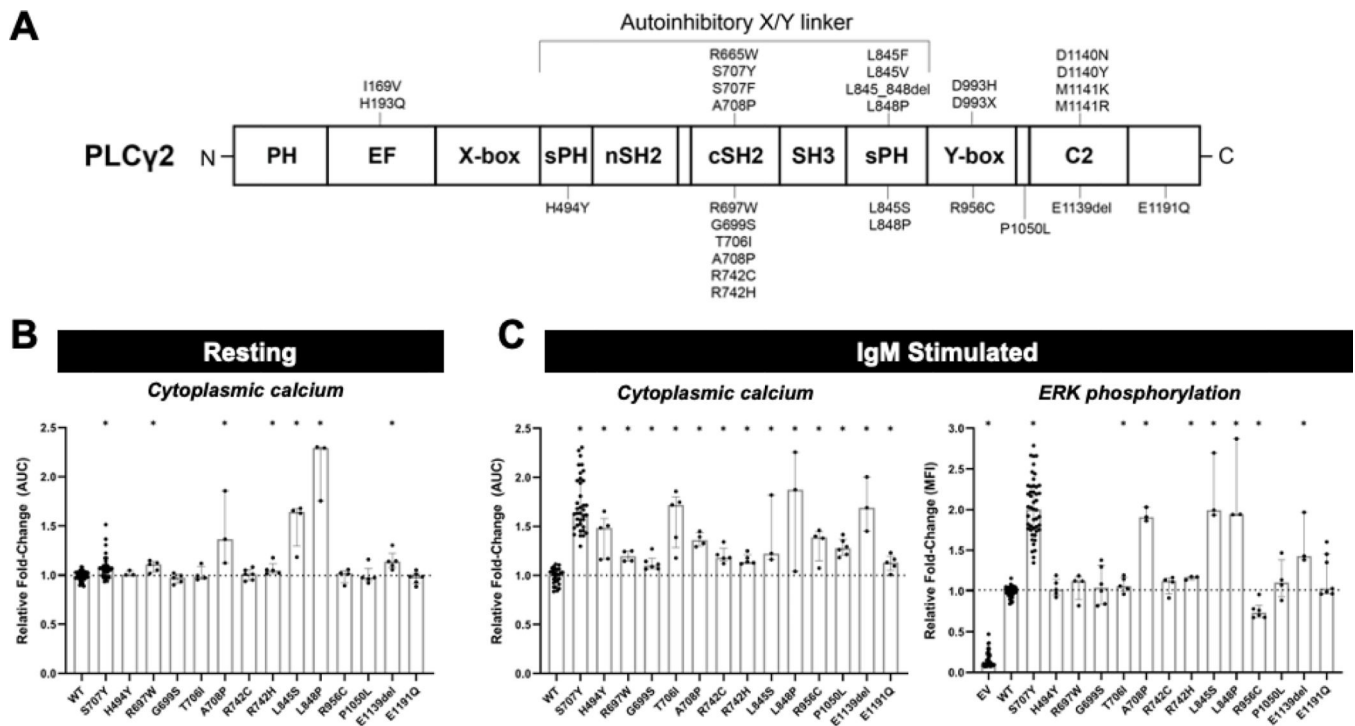 A
Autoinhibitory X/Y linker
I169V
H193Q
R665W
S707Y
S707F
A708P
L845F
L845V
L845_848del
L848P
D993H
D993X
D1140N
D1140Y
M1141K
M1141R
PLCγ2 N PH EF X-box sPH nSH2 cSH2 SH3 sPH Y-box C2 C
H494Y
R697W
G699S
T706I
A708P
R742C
R742H
L845S
L848P
R956C
P1050L
E1139del
E1191Q
B
Resting
Cytoplasmic calcium
Relative Fold-Change (AUC)
2.5
2.0
1.5
1.0
0.5
0.0
* * * * * * *
WT S707Y H494Y R697W G699S T706I A708P R742C R742H L845S L848P R956C P1050L E1139del E1191Q
C
IgM Stimulated
Cytoplasmic calcium
Relative Fold-Change (AUC)
2.5
2.0
1.5
1.0
0.5
0.0
* * * * * * * * * * * * * *
WT S707Y H494Y R697W G699S T706I A708P R742C R742H L845S L848P R956C P1050L E1139del E1191Q
ERK phosphorylation
Relative Fold-Change (MFI)
3.0
2.5
2.0
1.5
1.0
0.5
0.0
* * * * * * * * *
EV WT S707Y H494Y R697W G699S T706I A708P R742C R742H L845S L848P R956C P1050L E1139del E1191Q